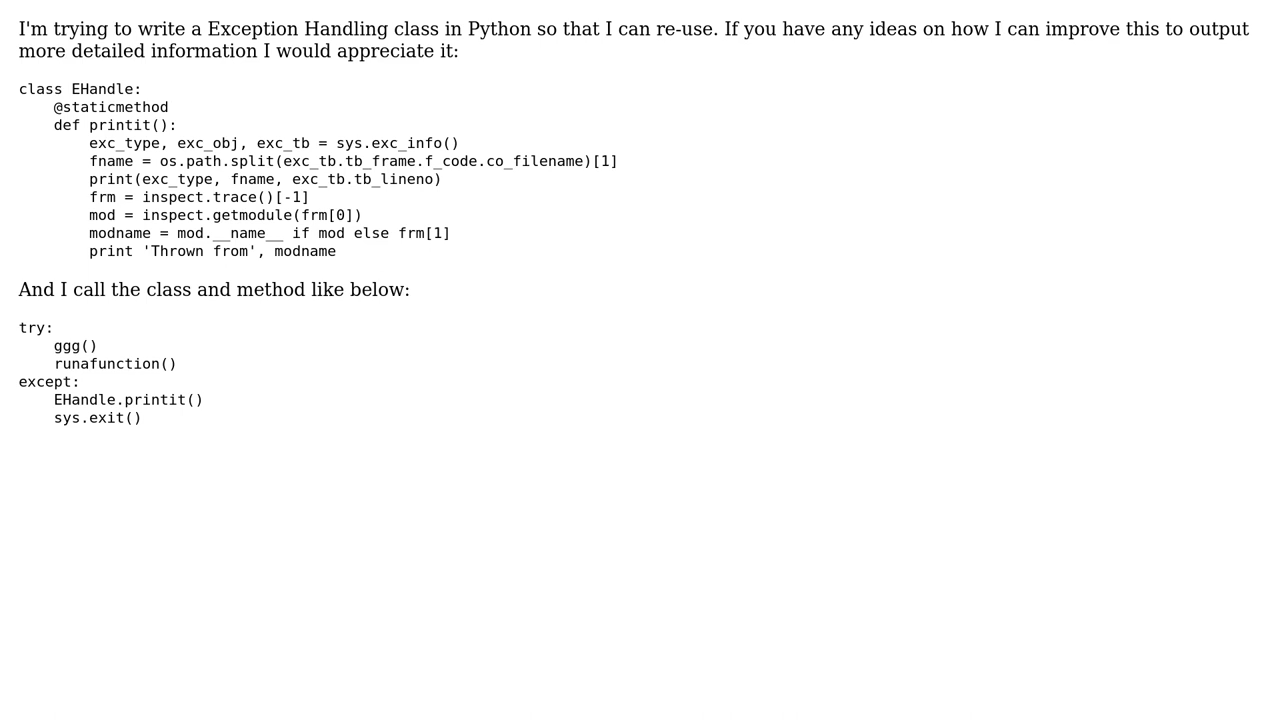 I'm trying to write a Exception Handling class in Python so that I can re-use. If you have any ideas on how I can improve this to output
more detailed information I would appreciate it:
class EHandle:
    @staticmethod
    def printit():
        exc_type, exc_obj, exc_tb = sys.exc_info()
        fname = os.path.split(exc_tb.tb_frame.f_code.co_filename)[1]
        print(exc_type, fname, exc_tb.tb_lineno)
        frm = inspect.trace()[-1]
        mod = inspect.getmodule(frm[0])
        modname = mod.__name__ if mod else frm[1]
        print 'Thrown from', modname
And I call the class and method like below:
try:
    ggg()
    runafunction()
except:
    EHandle.printit()
    sys.exit()